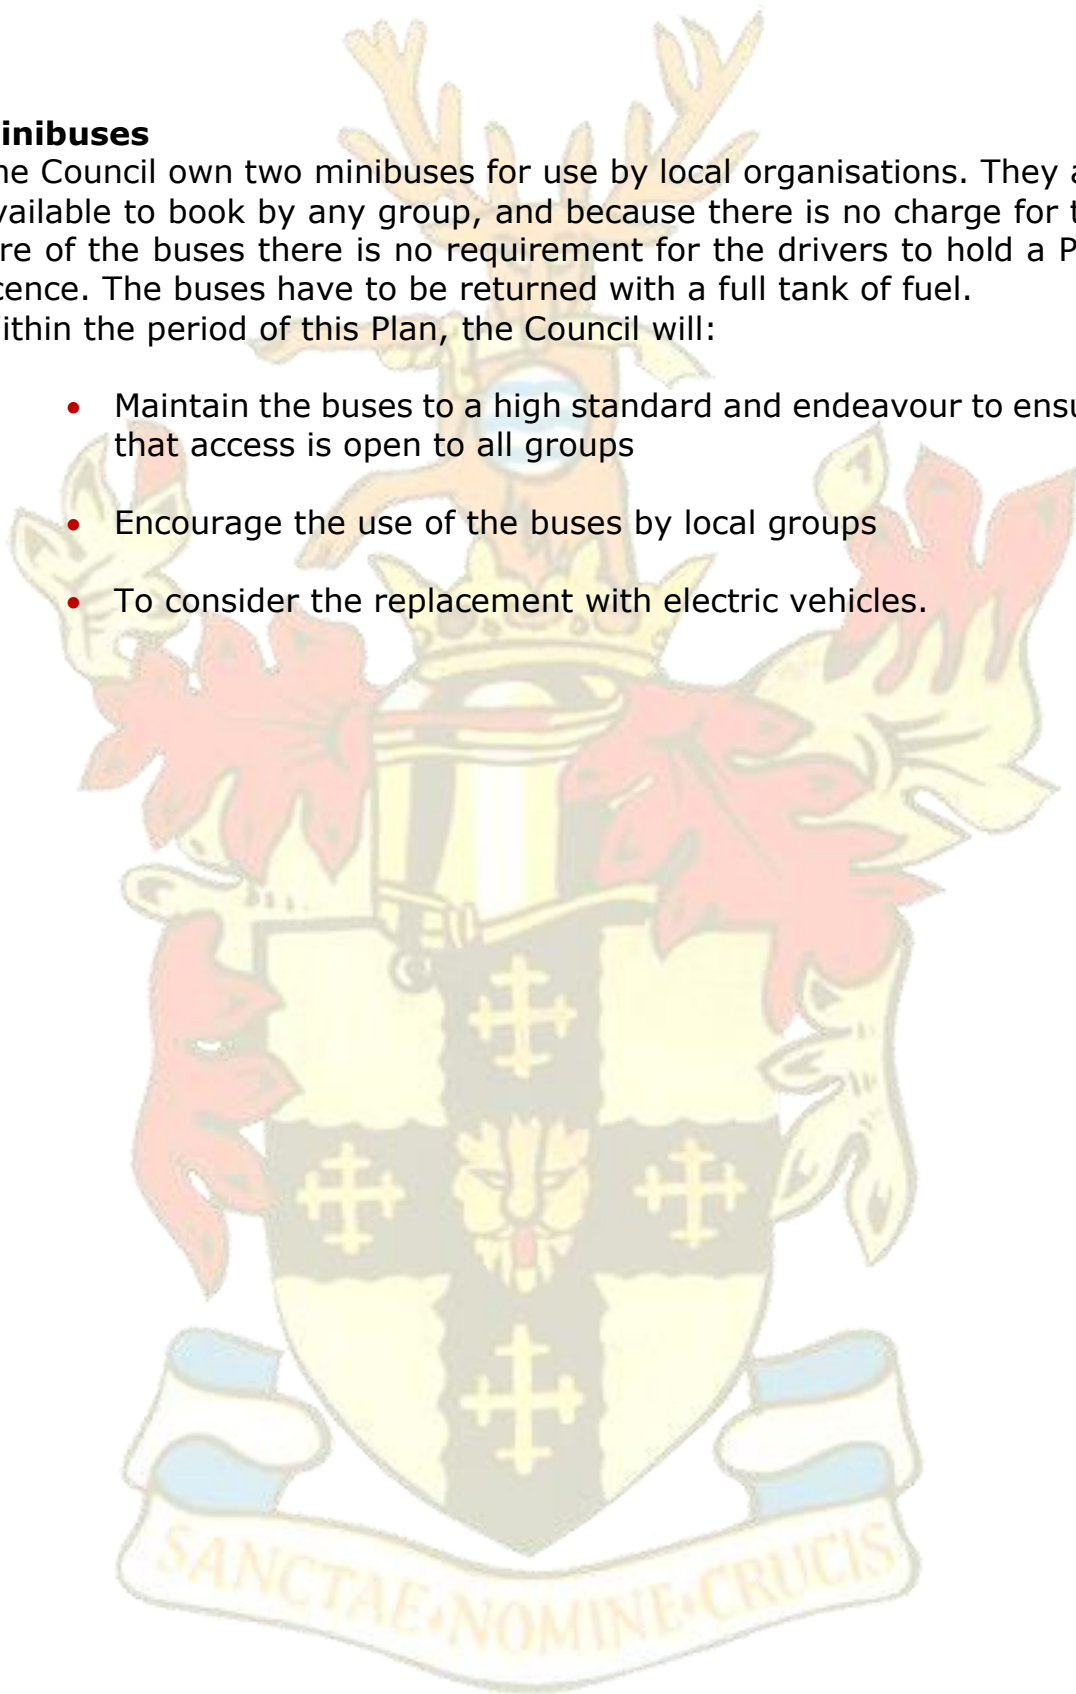 inibuses
he Council own two minibuses for use by local organisations. They a
vailable to book by any group, and because there is no charge for t
ire of the buses there is no requirement for the drivers to hold a P
cence. The buses have to be returned with a full tank of fuel.
ithin the period of this Plan, the Council will:
• Maintain the buses to a high standard and endeavour to ensu
that access is open to all groups
• Encourage the use of the buses by local groups
• To consider the replacement with electric vehicles.
SANCTAE•NOMINE•CRUCIS